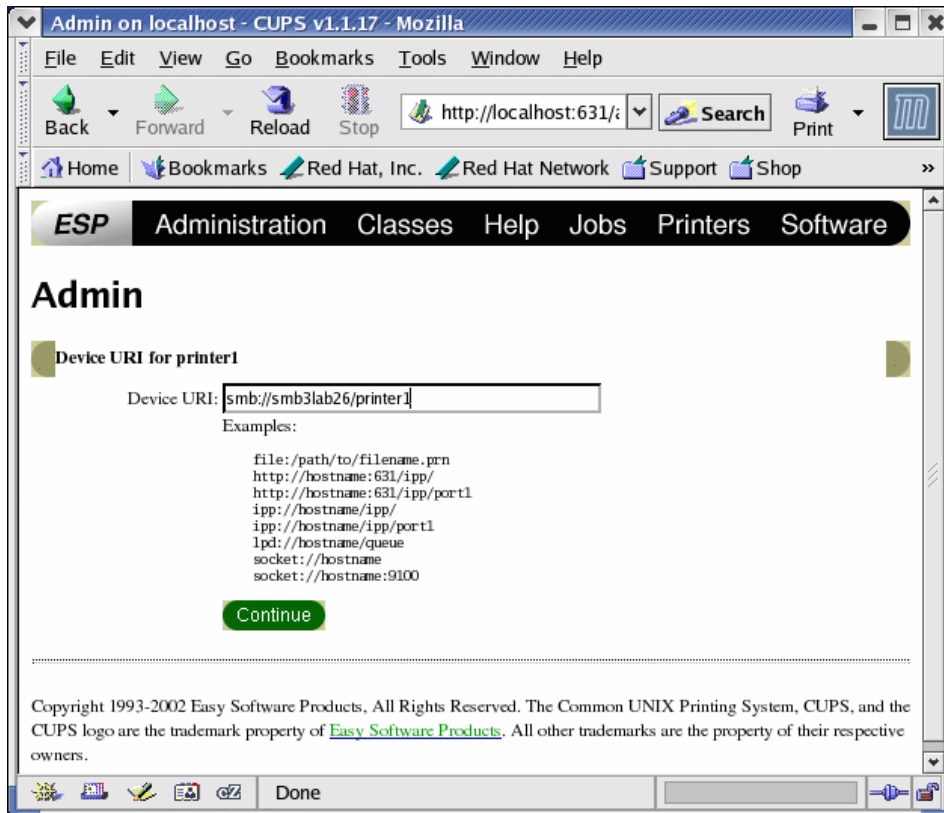 Admin on localhost - CUPS v1.1.17 - Mozilla
File Edit View Go Bookmarks Tools Window Help
Back Forward Reload Stop http://localhost:631/a Search Print
Home Bookmarks Red Hat, Inc. Red Hat Network Support Shop »
ESP Administration Classes Help Jobs Printers Software
Admin
Device URI for printer1
Device URI: smb://smb3lab26/printer1
Examples:
file:/path/to/filename.prn
http://hostname:631/ipp/
http://hostname:631/ipp/port1
ipp://hostname/ipp/
ipp://hostname/ipp/port1
lpd://hostname/queue
socket://hostname
socket://hostname:9100
Continue
Copyright 1993-2002 Easy Software Products, All Rights Reserved. The Common UNIX Printing System, CUPS, and the
CUPS logo are the trademark property of Easy Software Products. All other trademarks are the property of their respective
owners.
Done